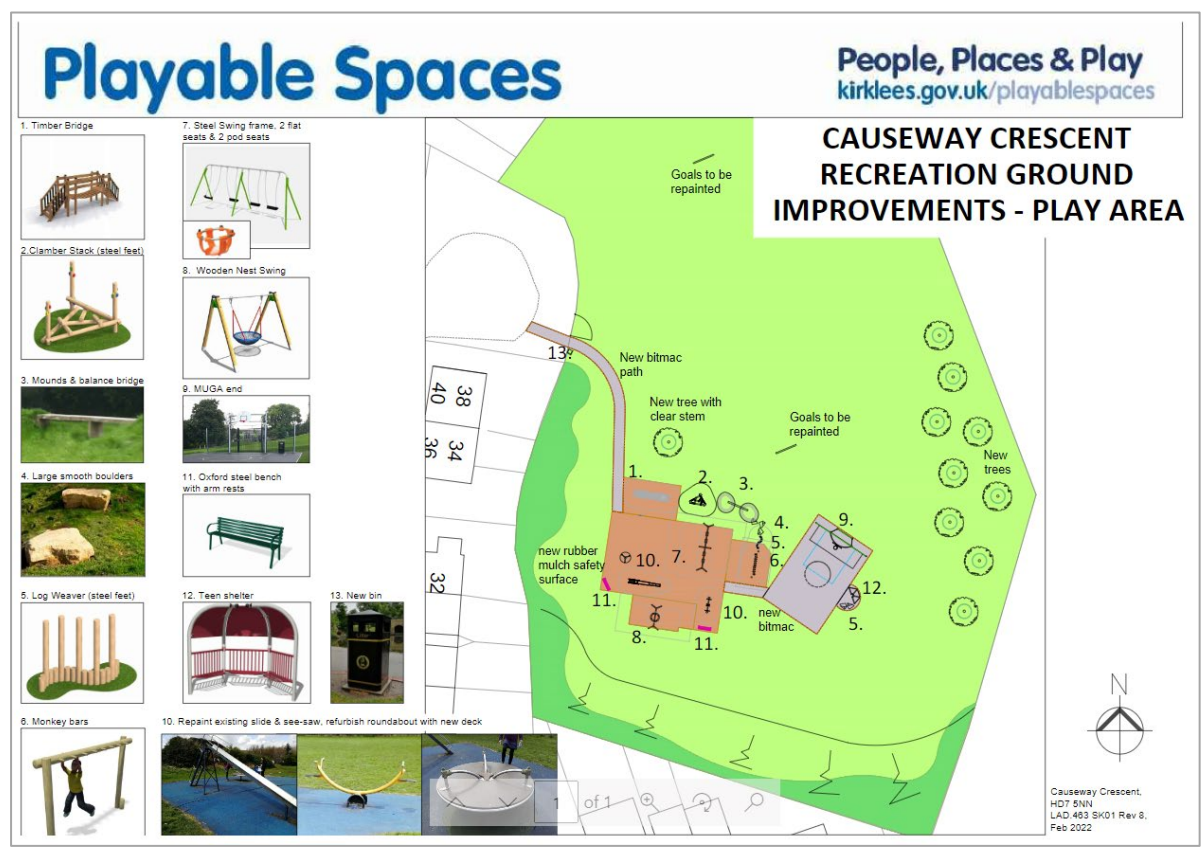 Playable Spaces
People, Places & Play
kirklees.gov.uk/playablespaces
CAUSEWAY CRESCENT
RECREATION GROUND
IMPROVEMENTS - PLAY AREA
1. Timber Bridge
2.Clamber Stack (steel feet)
3. Mounds & balance bridge
4. Large smooth boulders
5. Log Weaver (steel feet)
6. Monkey bars
7. Steel Swing frame, 2 flat
seats & 2 pod seats
8. Wooden Nest Swing
9. MUGA end
11. Oxford steel bench
with arm rests
12. Teen shelter
13. New bin
10. Repaint existing slide & see-saw, refurbish roundabout with new deck
Goals to be
repainted
13.
New bitmac
path
38
40
34
36
32
New tree with
clear stem
Goals to be
repainted
New
trees
1.
2.
3.
4.
5.
6.
7.
9.
10.
new rubber
mulch safety
surface
11.
8.
11.
10.
new
bitmac
12.
5.
N
1 of 1
Causeway Crescent,
HD7 5NN
LAD.463 SK01 Rev 8,
Feb 2022